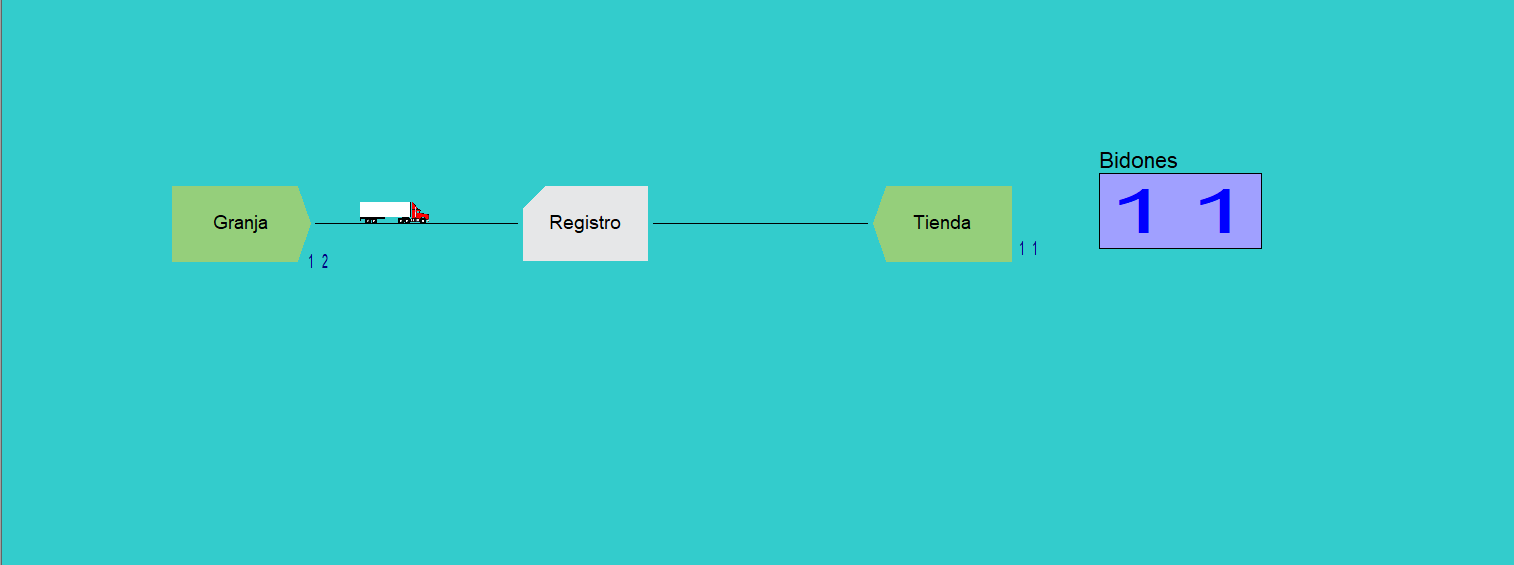 Bidones
1 1
Granja
Registro
Tienda
1 2
1 1